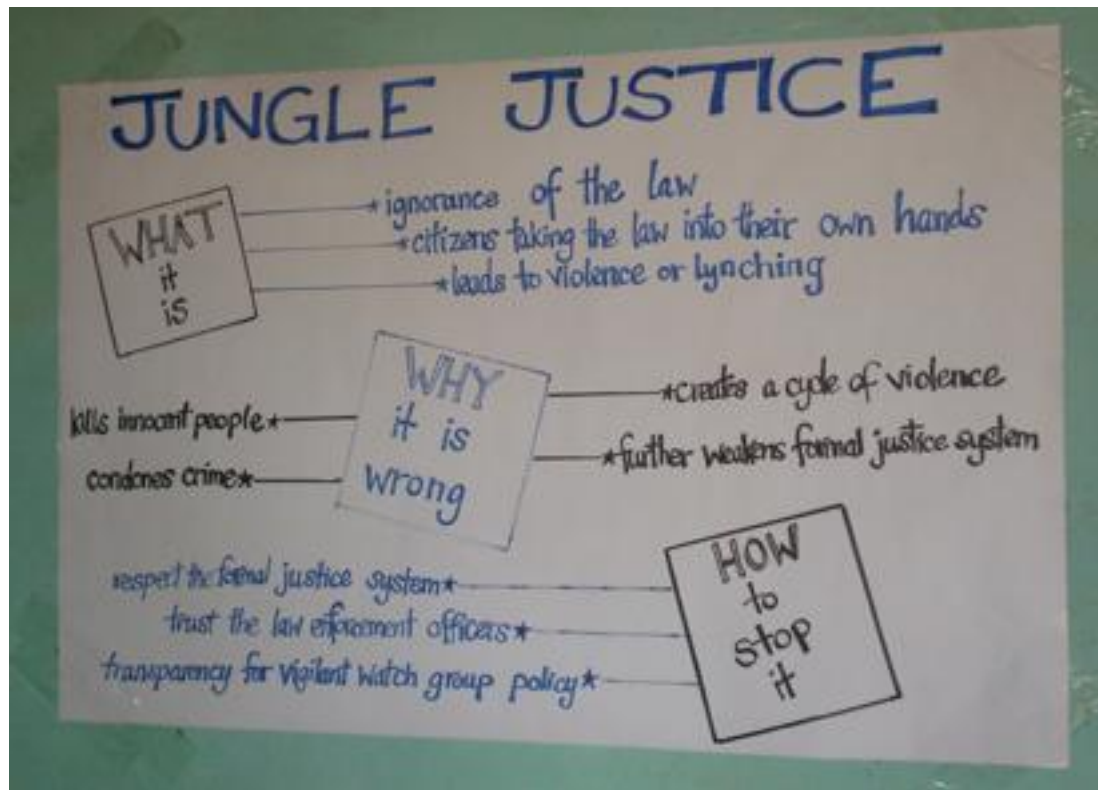 JUNGLE JUSTICE
WHAT
it
is
*ignorance of the law
*citizens taking the law into their own hands
*leads to violence or lynching
WHY
it is
wrong
kills innocent people*
condones crime*
*creates a cycle of violence
*further weakens formal justice system
HOW
to
stop
it
respect the formal justice system*
trust the law enforcement officers*
transparency for vigilant watch group policy*